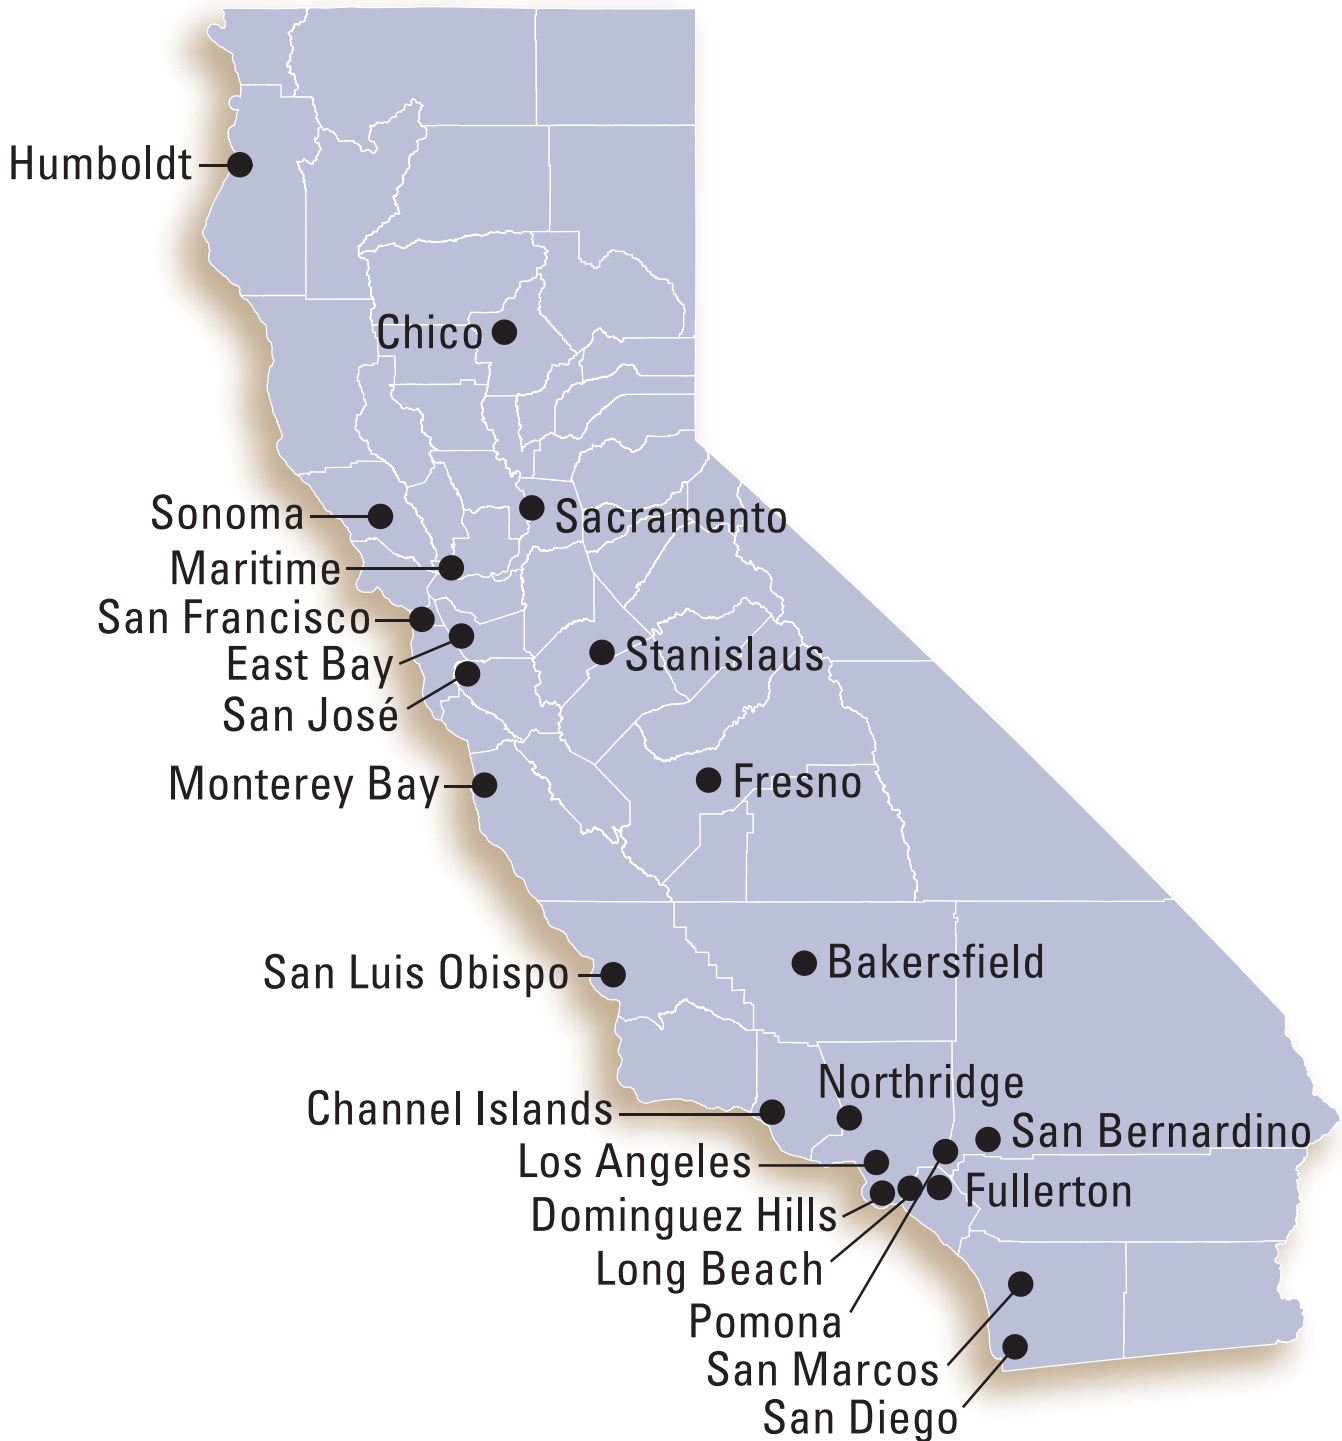 Humboldt
Chico
Sonoma
Sacramento
Maritime
San Francisco
East Bay
Stanislaus
San José
Monterey Bay
Fresno
San Luis Obispo
Bakersfield
Northridge
Channel Islands
San Bernardino
Los Angeles
Fullerton
Dominguez Hills
Long Beach
Pomona
San Marcos
San Diego